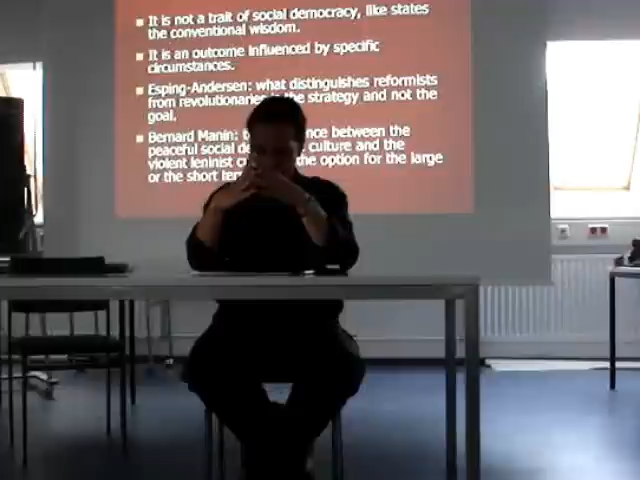 It is not a trait of social democracy, like states
the conventional wisdom.
It is an outcome influenced by specific
circumstances.
Esping-Andersen: what distinguishes reformists
from revolutionaries the strategy and not the
goal.
Bernard Manin: between the
peaceful social culture and the
violent leninist the option for the large
or the short